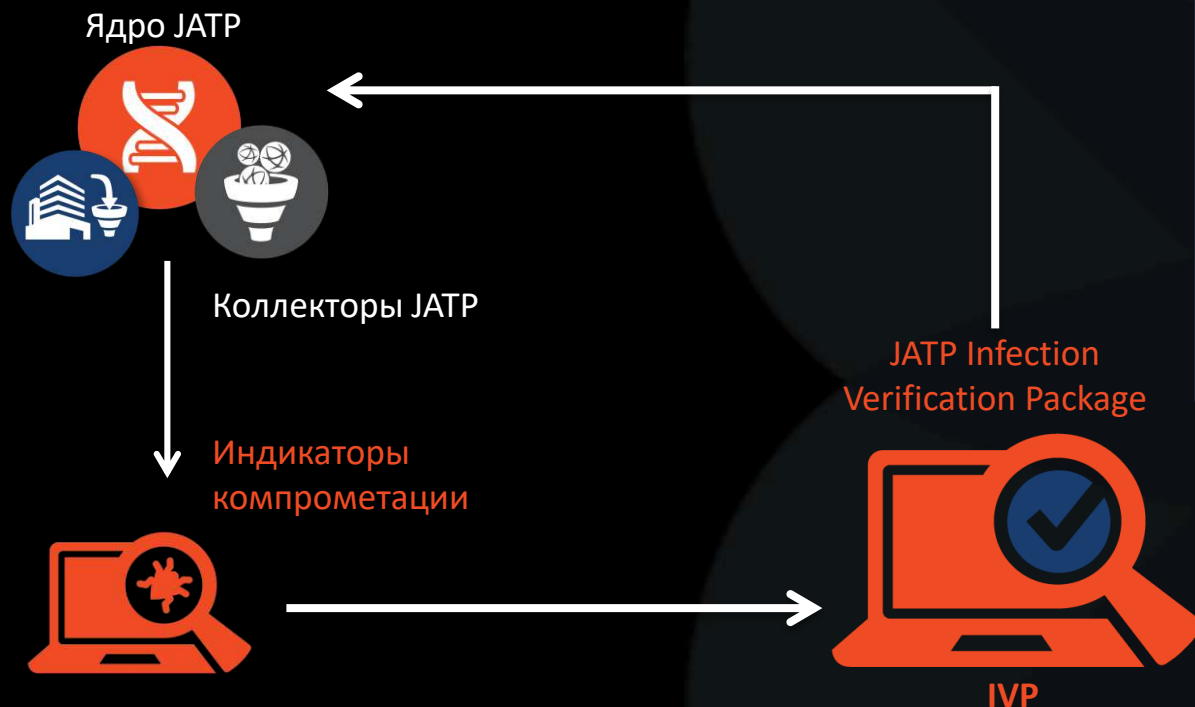 Ядро JATP
Коллекторы JATP
Индикаторы
компрометации
JATP Infection
Verification Package
IVP